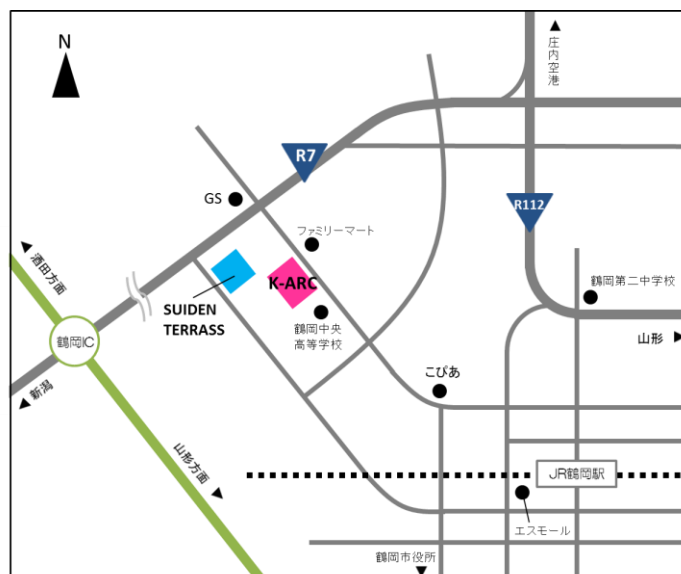 N
庄内空港
R7
GS
ファミリーマート
R112
酒田方面
K-ARC
SUIDEN
TERRASS
鶴岡第二中学校
鶴岡中央
高等学校
鶴岡IC
山形
新潟
こぴあ
山形方面
JR鶴岡駅
エスモール
鶴岡市役所